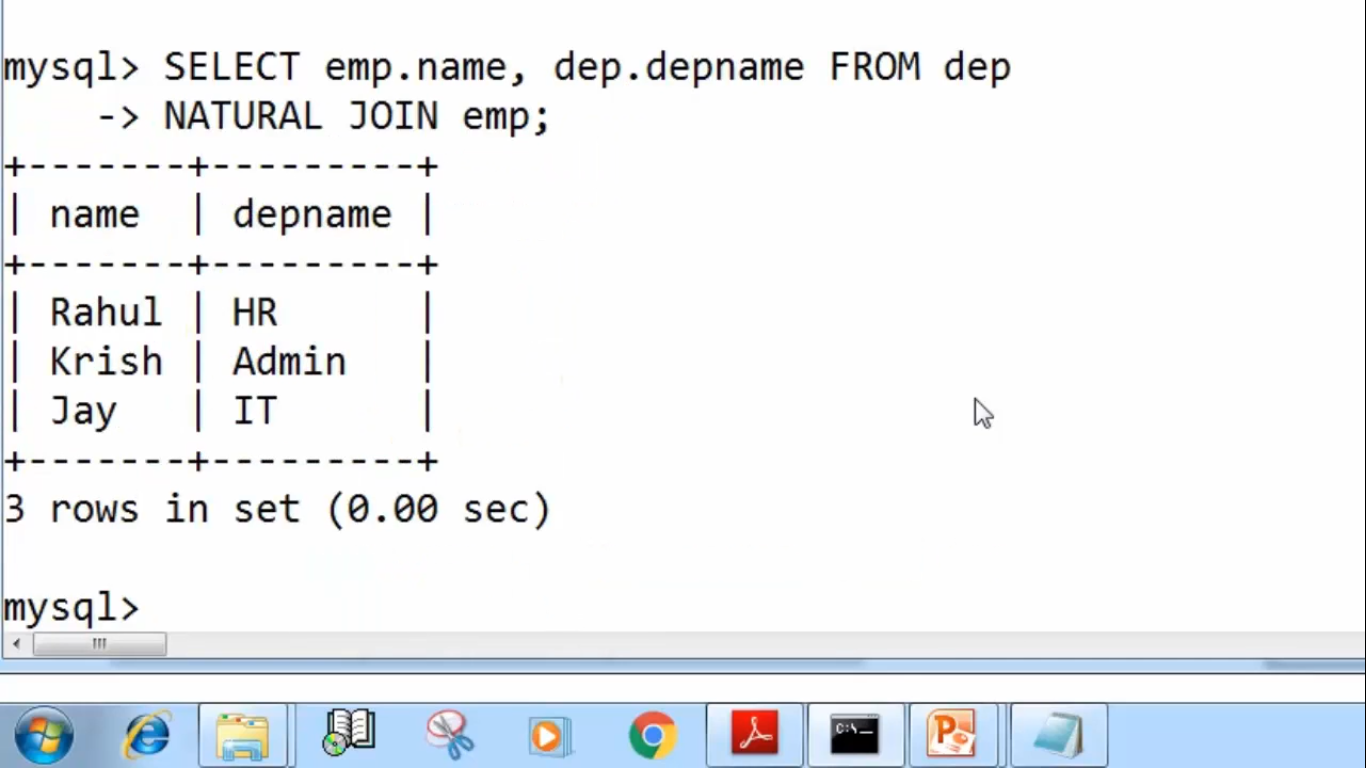 mysql> SELECT emp.name, dep.depname FROM dep
    -> NATURAL JOIN emp;
+-------+---------+
| name  | depname |
+-------+---------+
| Rahul | HR      |
| Krish | Admin   |
| Jay   | IT      |
+-------+---------+
3 rows in set (0.00 sec)
mysql>